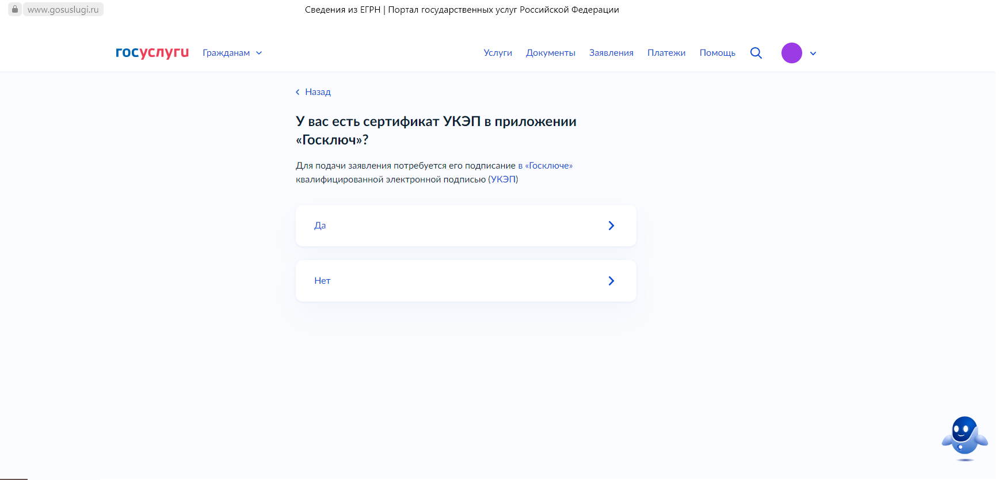 www.gosuslugi.ru
Сведения из ЕГРН | Портал государственных услуг Российской Федерации
госуслуги Гражданам Услуги Документы Заявления Платежи Помощь
Назад
У вас есть сертификат УКЭП в приложении
«Госключ»?
Для подачи заявления потребуется его подписание в «Госключе»
квалифицированной электронной подписью (УКЭП)
Да
Нет